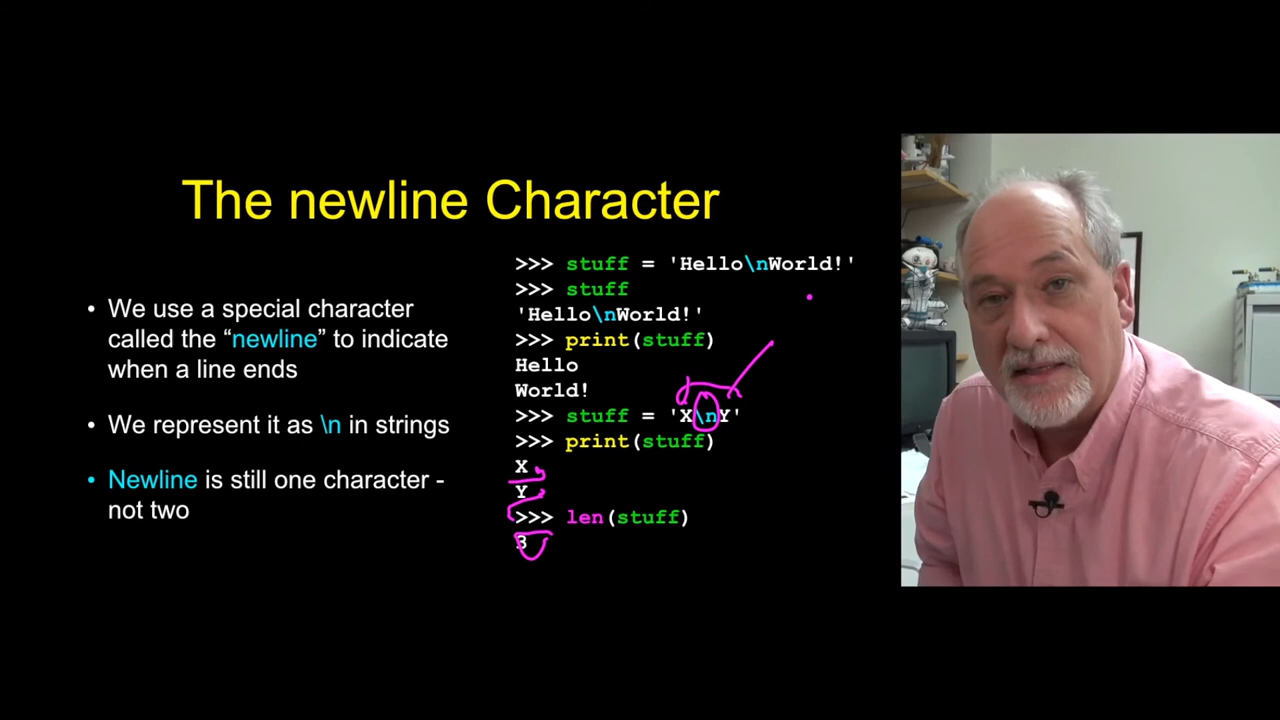 The newline Character
• We use a special character
called the “newline” to indicate
when a line ends
• We represent it as \n in strings
• Newline is still one character -
not two
>>> stuff = 'Hello\nWorld!'
>>> stuff
'Hello\nWorld!'
>>> print(stuff)
Hello
World!
>>> stuff = 'X\nY'
>>> print(stuff)
X
Y
>>> len(stuff)
3